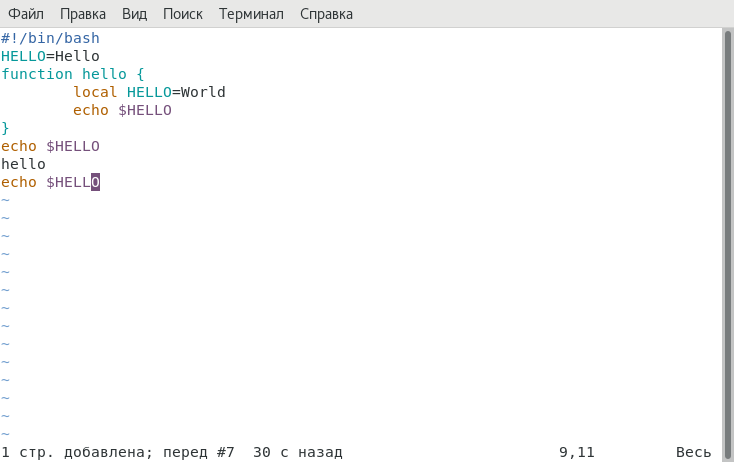 Файл Правка Вид Поиск Терминал Справка
#!/bin/bash
HELLO=Hello
function hello {
        local HELLO=World
        echo $HELLO
}
echo $HELLO
hello
echo $HELLO
~
~
~
~
~
~
~
~
~
~
~
~
~
~
1 стр. добавлена; перед #7  30 с назад                        9,11         Весь